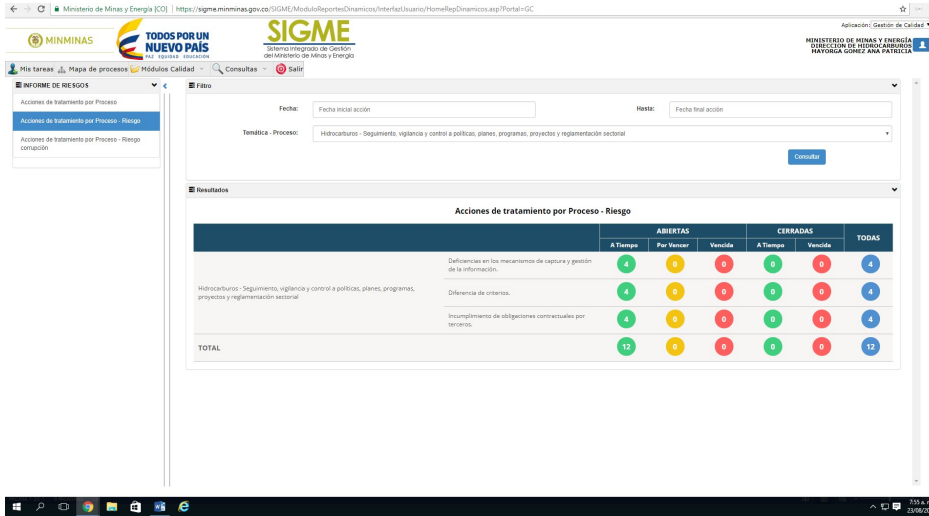 Ministerio de Minas y Energía [CO] | https://sigme.minminas.gov.co/SIGME/ModuloReportesDinamicos/InterfazUsuario/HomeRepDinamicos.asp?Portal=GC
Aplicación: Gestión de Calidad
MINMINAS
TODOS POR UN
NUEVO PAÍS
PAZ EQUIDAD EDUCACIÓN
SIGME
Sistema Integrado de Gestión
del Ministerio de Minas y Energía
MINISTERIO DE MINAS Y ENERGÍA
DIRECCION DE HIDROCARBUROS
MAYORGA GOMEZ ANA PATRICIA
Mis tareas Mapa de procesos Módulos Calidad Consultas Salir
INFORME DE RIESGOS
Acciones de tratamiento por Proceso
Acciones de tratamiento por Proceso - Riesgo
Acciones de tratamiento por Proceso - Riesgo
corrupción
Filtro
Fecha: Fecha inicial acción Hasta: Fecha final acción
Temática - Proceso: Hidrocarburos - Seguimiento, vigilancia y control a políticas, planes, programas, proyectos y reglamentación sectorial
Consultar
Resultados
Acciones de tratamiento por Proceso - Riesgo
ABIERTAS CERRADAS TODAS
A Tiempo Por Vencer Vencida A Tiempo Vencida
Hidrocarburos - Seguimiento, vigilancia y control a políticas, planes, programas,
proyectos y reglamentación sectorial
Deficiencias en los mecanismos de captura y gestión
de la información.
4 0 0 0 0 4
Diferencia de criterios.
4 0 0 0 0 4
Incumplimiento de obligaciones contractuales por
terceros.
4 0 0 0 0 4
TOTAL 12 0 0 0 0 12
7:55 a.
23/08/20